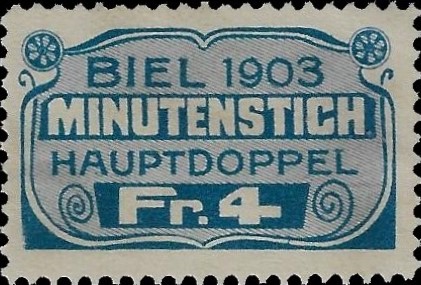 BIEL 1903
MINUTENSTICH
HAUPTDOPPEL
Fr. 4